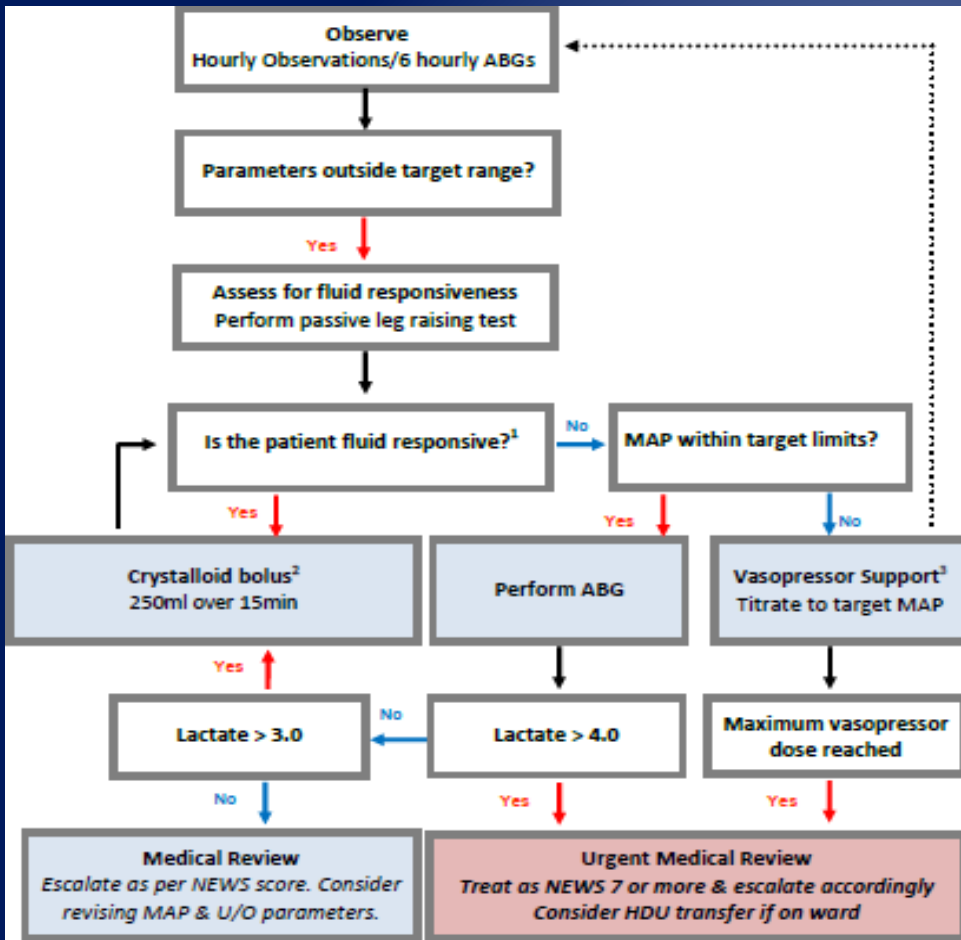 Observe
Hourly Observations/6 hourly ABGs
Parameters outside target range?
Yes
Assess for fluid responsiveness
Perform passive leg raising test
Is the patient fluid responsive?¹
No
MAP within target limits?
Yes
Yes
No
Crystalloid bolus²
250ml over 15min
Perform ABG
Vasopressor Support³
Titrate to target MAP
Yes
Lactate > 3.0
No
Lactate > 4.0
Maximum vasopressor
dose reached
No
Yes
Yes
Medical Review
Escalate as per NEWS score. Consider
revising MAP & U/O parameters.
Urgent Medical Review
Treat as NEWS 7 or more & escalate accordingly
Consider HDU transfer if on ward